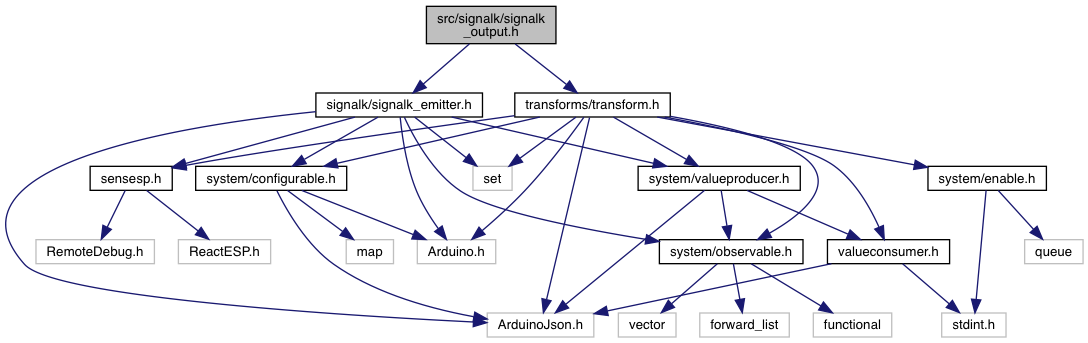 src/signalk/signalk
_output.h
signalk/signalk_emitter.h
transforms/transform.h
sensesp.h
system/configurable.h
set
system/valueproducer.h
system/enable.h
RemoteDebug.h
ReactESP.h
map
Arduino.h
system/observable.h
valueconsumer.h
queue
ArduinoJson.h
vector
forward_list
functional
stdint.h